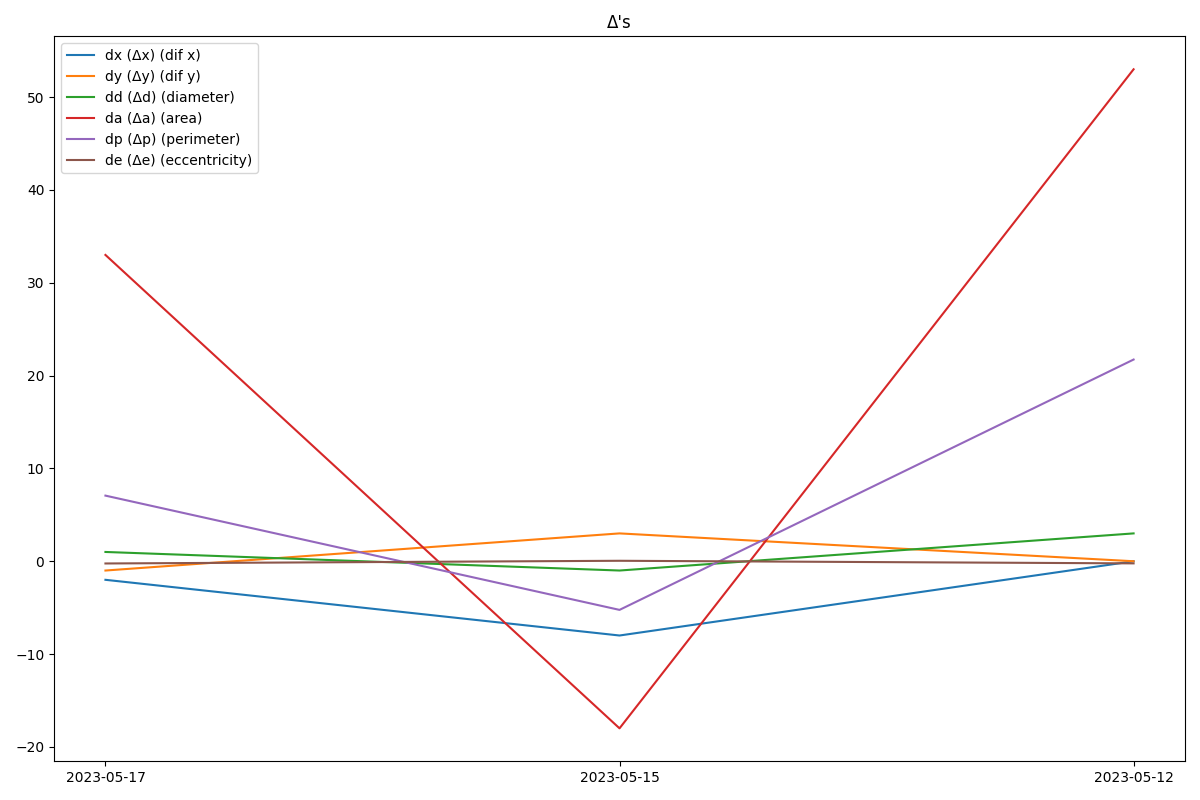 Δ's
dx (Δx) (dif x)
dy (Δy) (dif y)
dd (Δd) (diameter)
da (Δa) (area)
dp (Δp) (perimeter)
de (Δe) (eccentricity)
50
40
30
20
10
0
−10
−20
2023-05-17
2023-05-15
2023-05-12